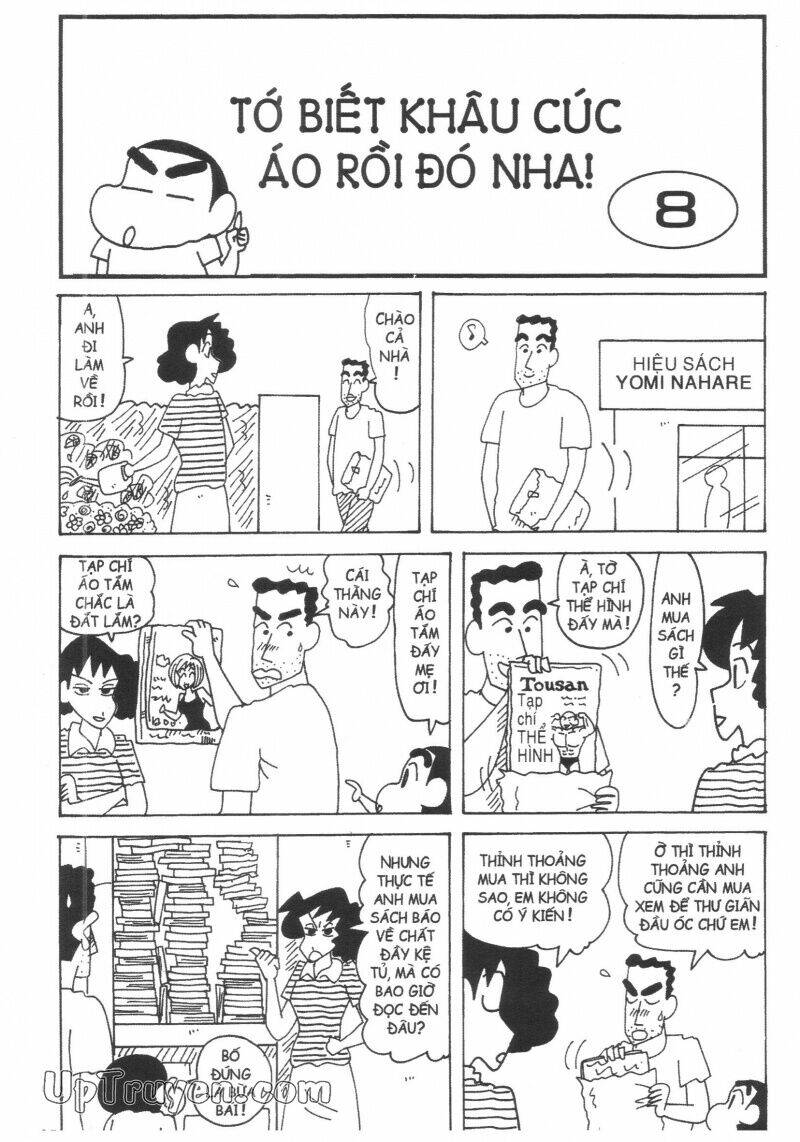 TỚ BIẾT KHÂU CÚC
ÁO RỒI ĐÓ NHA!
8
HIỆU SÁCH
YOMI NAHARE
CHÀO
CẢ
NHÀ
!
A,
ANH
ĐI
LÀM
VỀ
RỒI!
ANH
MUA
SÁCH
GÌ
THẾ
?
À, TỜ
TẠP CHÍ
THỂ HÌNH
ĐẤY MÀ!
Tousan
Tạp
chí
THỂ
HÌNH
TẠP
CHÍ
ÁO
TẮM
ĐẤY
MẸ
ƠI!
CÁI
THẰNG
NÀY!
TẠP CHÍ
ÁO TẮM
CHẮC LÀ
ĐẮT LẮM?
Ờ THÌ THỈNH
THOẢNG ANH
CŨNG CẦN MUA
XEM ĐỂ THƯ GIÃN
ĐẦU ÓC CHỨ EM!
THỈNH THOẢNG
MUA THÌ KHÔNG
SAO, EM KHÔNG
CÓ Ý KIẾN!
NHƯNG
THỰC TẾ
ANH MUA
SÁCH BÁO
VỀ CHẤT
ĐẦY KỆ
TỦ, MÀ CÓ
BAO GIỜ
ĐỌC ĐẾN
ĐÂU?
BỐ
ĐỪNG
BỪA
BÃI!
UpTruyen.com